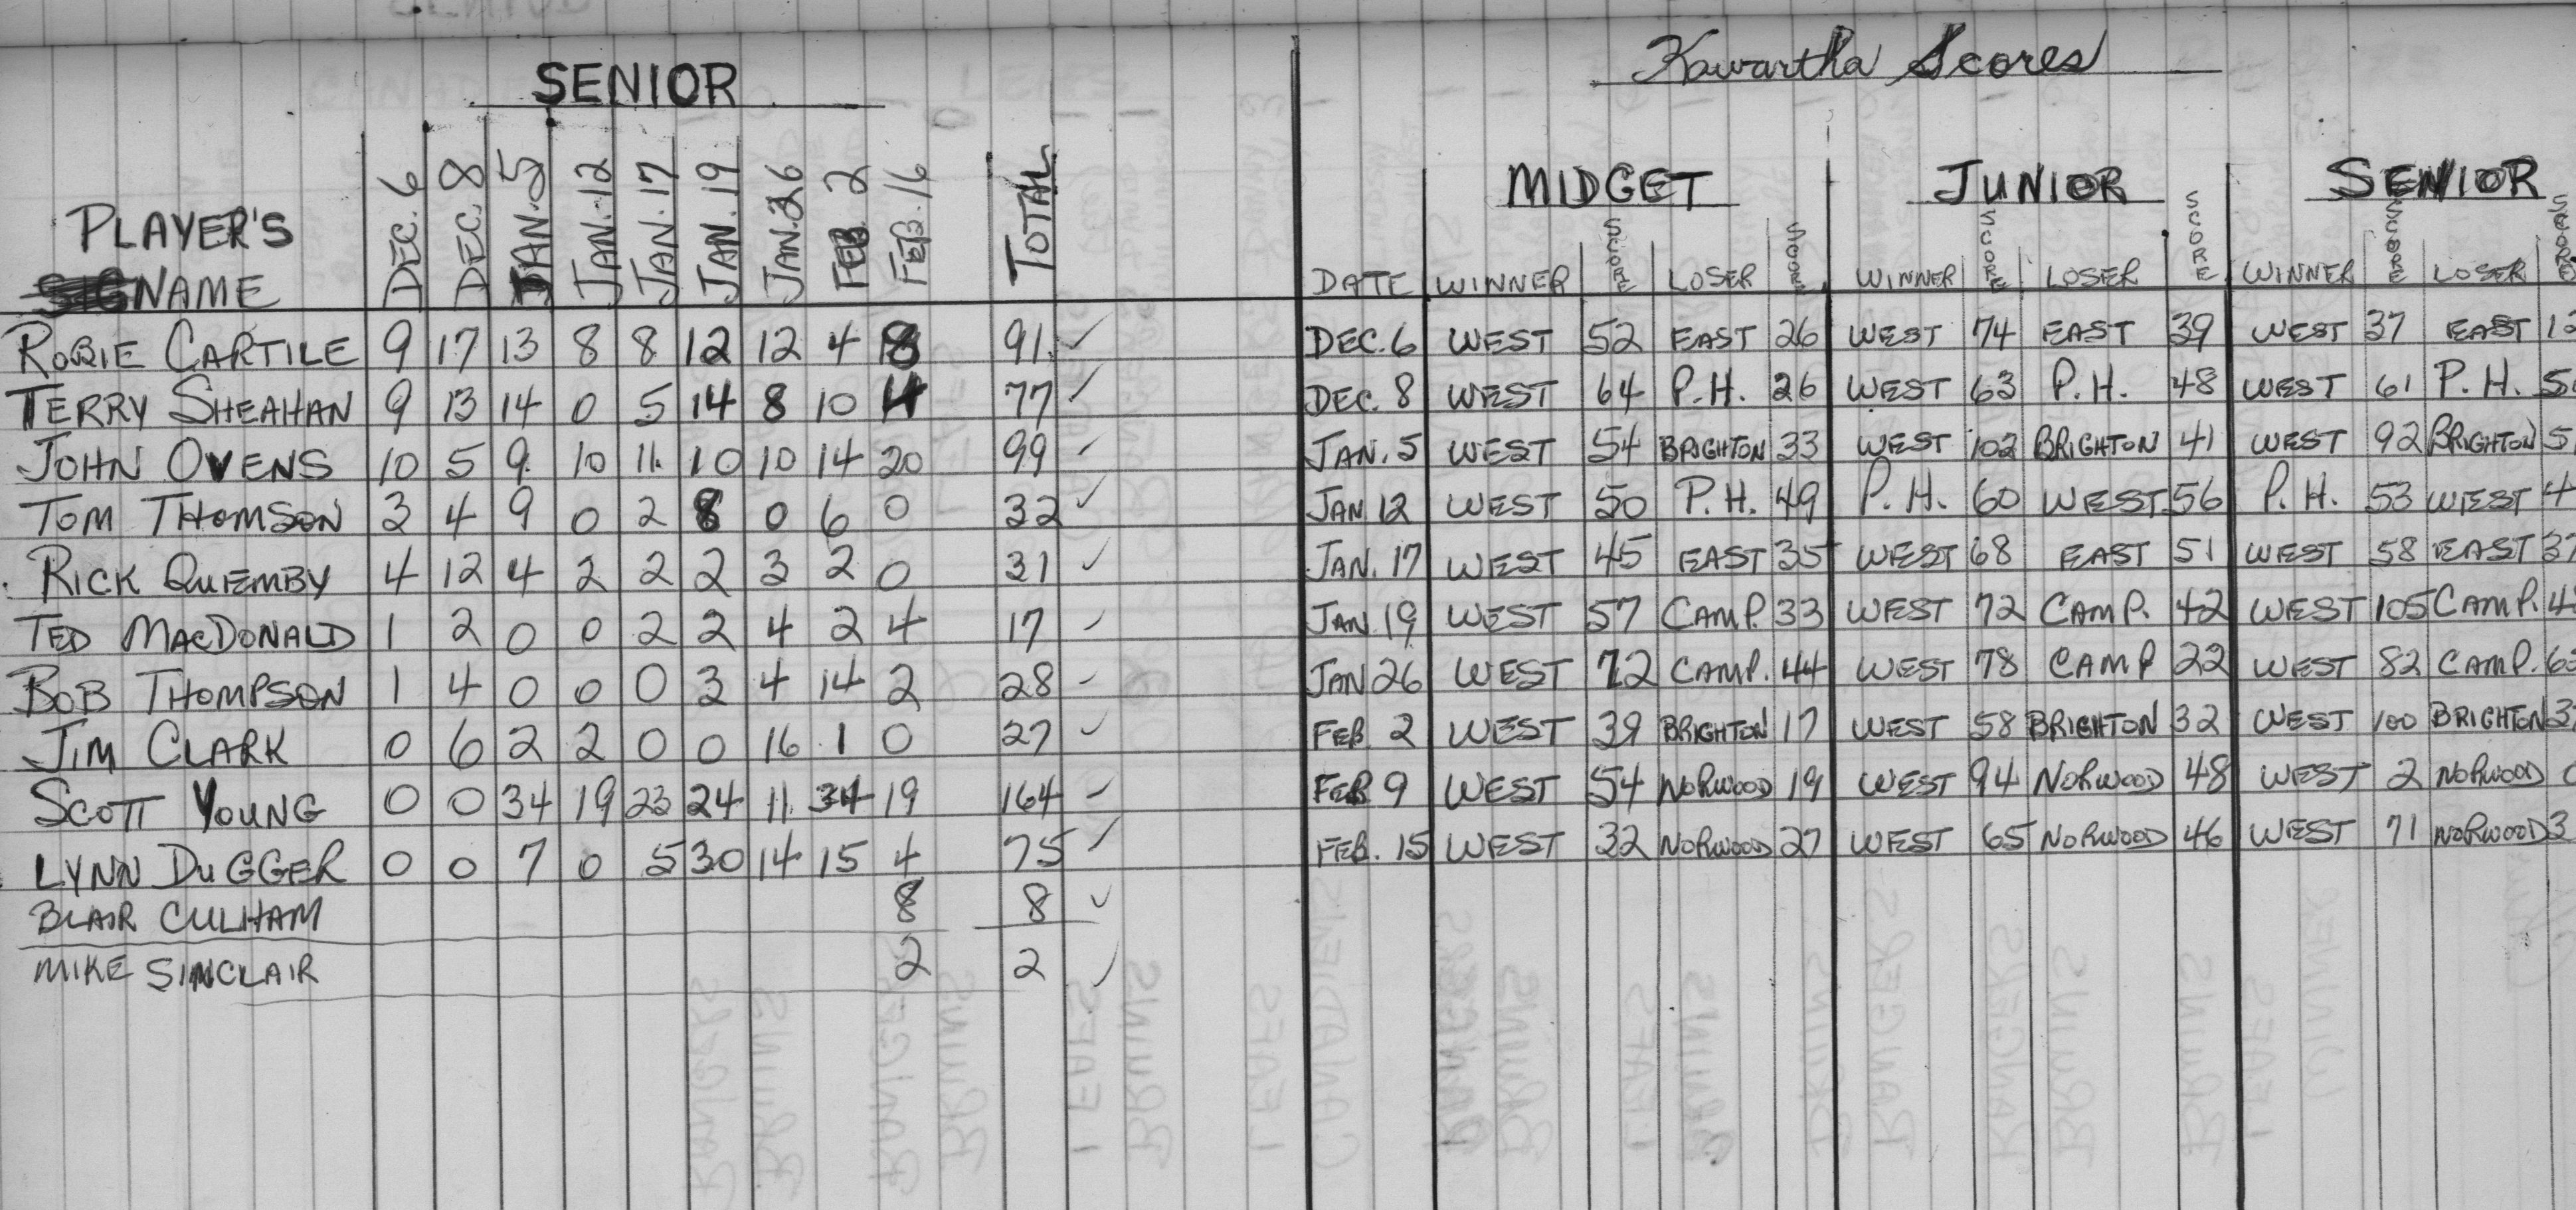 SENIOR
PLAYER'S NAME DEC. 6 DEC. 8 JAN. 5 JAN. 12 JAN. 17 JAN. 19 JAN. 26 FEB 2 FEB. 16 TOTAL
ROBIE CARTILE 9 17 13 8 8 12 12 4 8 91
TERRY SHEAHAN 9 13 14 0 5 14 8 10 4 77
JOHN OVENS 10 5 9 10 11 10 10 14 20 99
TOM THOMSON 3 4 9 0 2 8 0 6 0 32
RICK QUEMBY 4 12 4 2 2 2 3 2 0 31
TED MACDONALD 1 2 0 0 2 2 4 2 4 17
BOB THOMPSON 1 4 0 0 0 3 4 14 2 28
JIM CLARK 0 6 2 2 0 0 16 1 0 27
SCOTT YOUNG 0 0 34 19 23 24 11 34 19 164
LYNN DUGGER 0 0 7 0 5 30 14 15 4 75
BLAIR CULHAM 8 8
MIKE SINCLAIR 2 2
Kawartha Scores
MIDGET JUNIOR SENIOR
DATE WINNER SCORE LOSER SCORE WINNER SCORE LOSER SCORE WINNER SCORE LOSER SCORE
DEC. 6 WEST 52 EAST 26 WEST 74 EAST 39 WEST 37 EAST
DEC. 8 WEST 64 P.H. 26 WEST 63 P.H. 48 WEST 61 P.H.
JAN. 5 WEST 54 BRIGHTON 33 WEST 102 BRIGHTON 41 WEST 92 BRIGHTON
JAN. 12 WEST 50 P.H. 49 P.H. 60 WEST 56 P.H. 53 WEST
JAN. 17 WEST 45 EAST 35 WEST 68 EAST 51 WEST 58 EAST 37
JAN. 19 WEST 57 CAMP. 33 WEST 72 CAMP. 42 WEST 105 CAMP.
JAN 26 WEST 72 CAMP. 44 WEST 78 CAMP 22 WEST 82 CAMP.
FEB. 2 WEST 39 BRIGHTON 17 WEST 58 BRIGHTON 32 WEST 100 BRIGHTON
FEB 9 WEST 54 NORWOOD 19 WEST 94 NORWOOD 48 WEST 2 NORWOOD
FEB. 15 WEST 32 NORWOOD 27 WEST 65 NORWOOD 46 WEST 71 NORWOOD